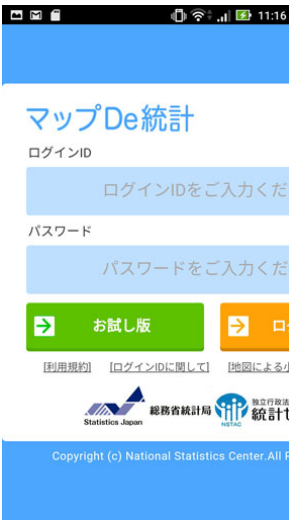 11:16
マップDe統計
ログインID
ログインIDをご入力くだ
パスワード
パスワードをご入力くだ
お試し版 ロ
[利用規約] [ログインIDに関して] [地図による小
Statistics Japan 総務省統計局 NSTAC 独立行政法 統計セ
Copyright (c) National Statistics Center.All R